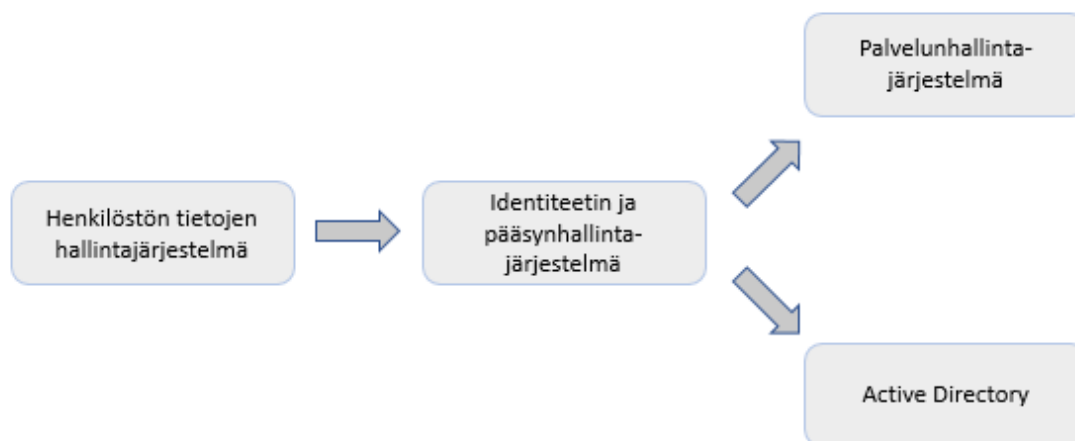 Palvelunhallinta-
järjestelmä
Henkilöstön tietojen
hallintajärjestelmä
Identiteetin ja
pääsynhallinta-
järjestelmä
Active Directory